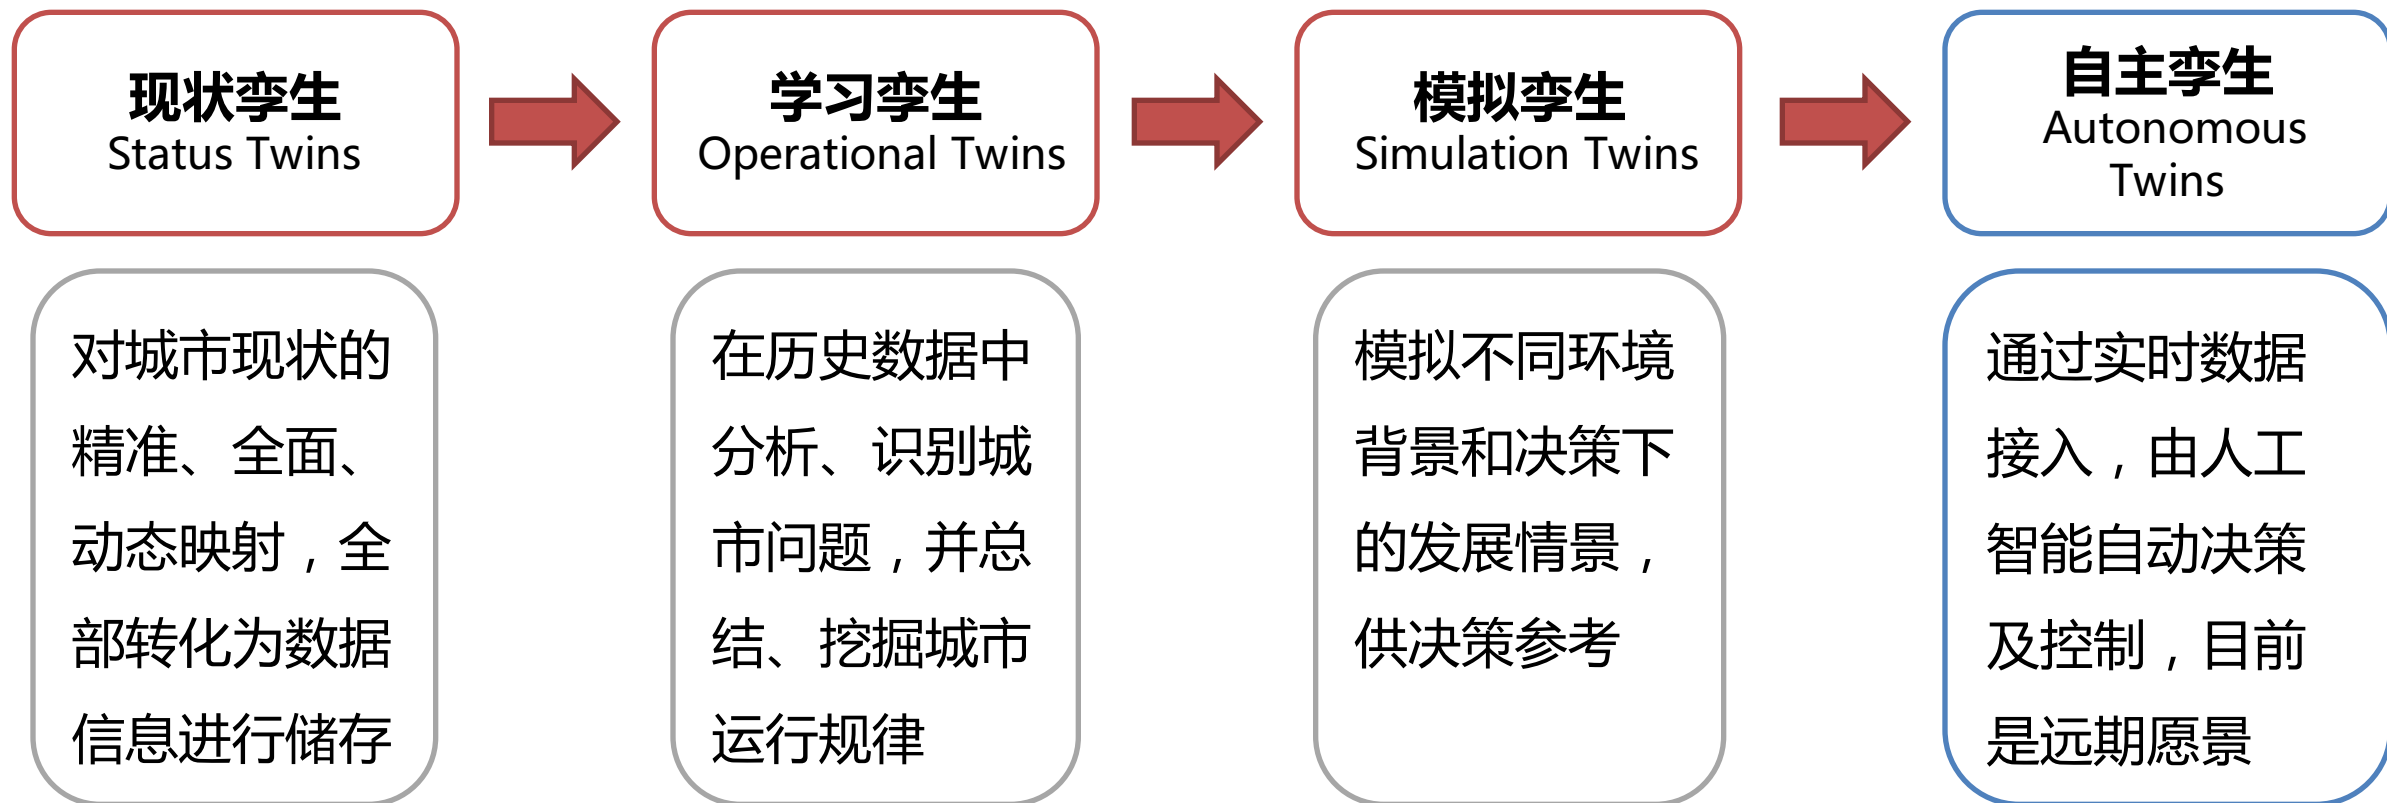 现状孪生
Status Twins
学习孪生
Operational Twins
模拟孪生
Simulation Twins
自主孪生
Autonomous
Twins
对城市现状的
精准、全面、
动态映射，全
部转化为数据
信息进行储存
在历史数据中
分析、识别城
市问题，并总
结、挖掘城市
运行规律
模拟不同环境
背景和决策下
的发展情景，
供决策参考
通过实时数据
接入，由人工
智能自动决策
及控制，目前
是远期愿景